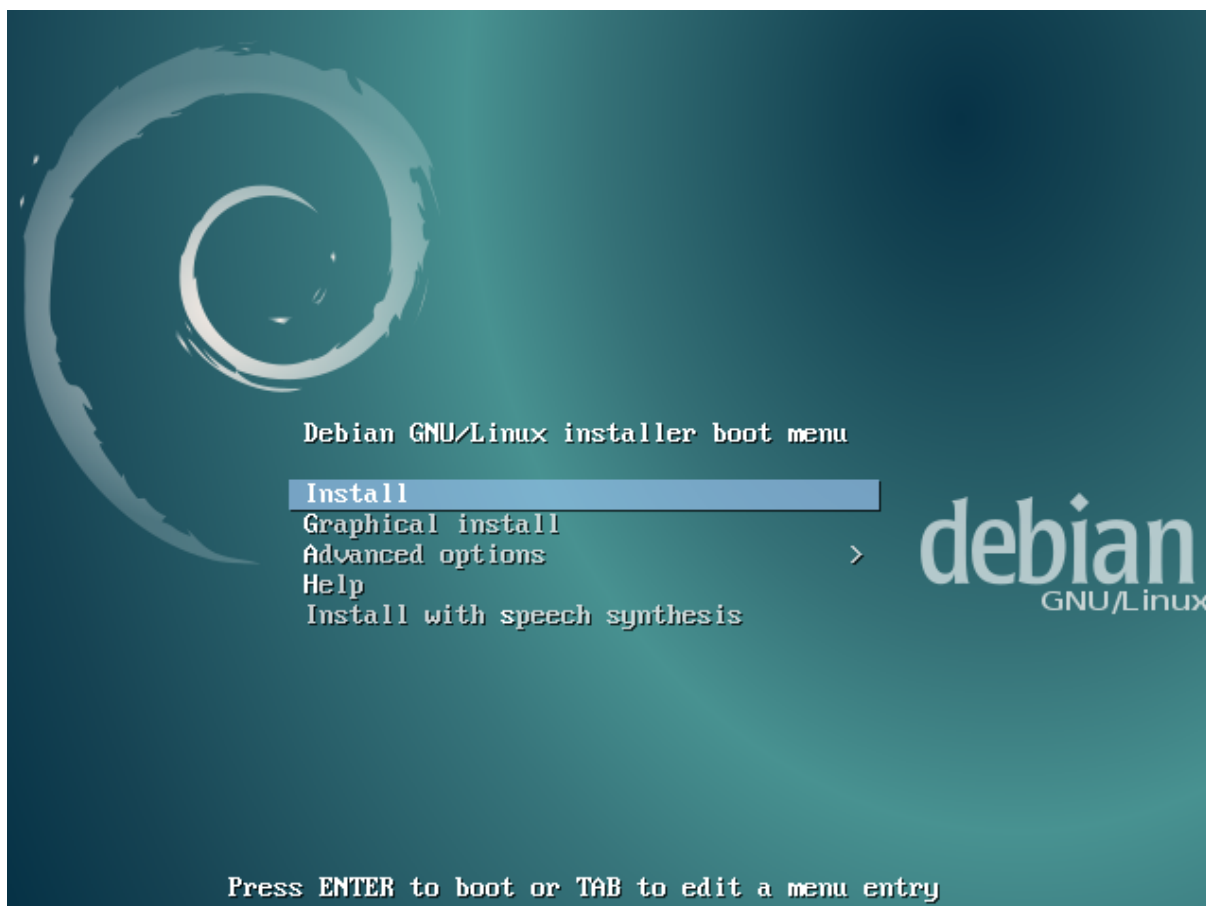 Debian GNU/Linux installer boot menu
Install
Graphical install
Advanced options >
Help
Install with speech synthesis
debian
GNU/Linux
Press ENTER to boot or TAB to edit a menu entry